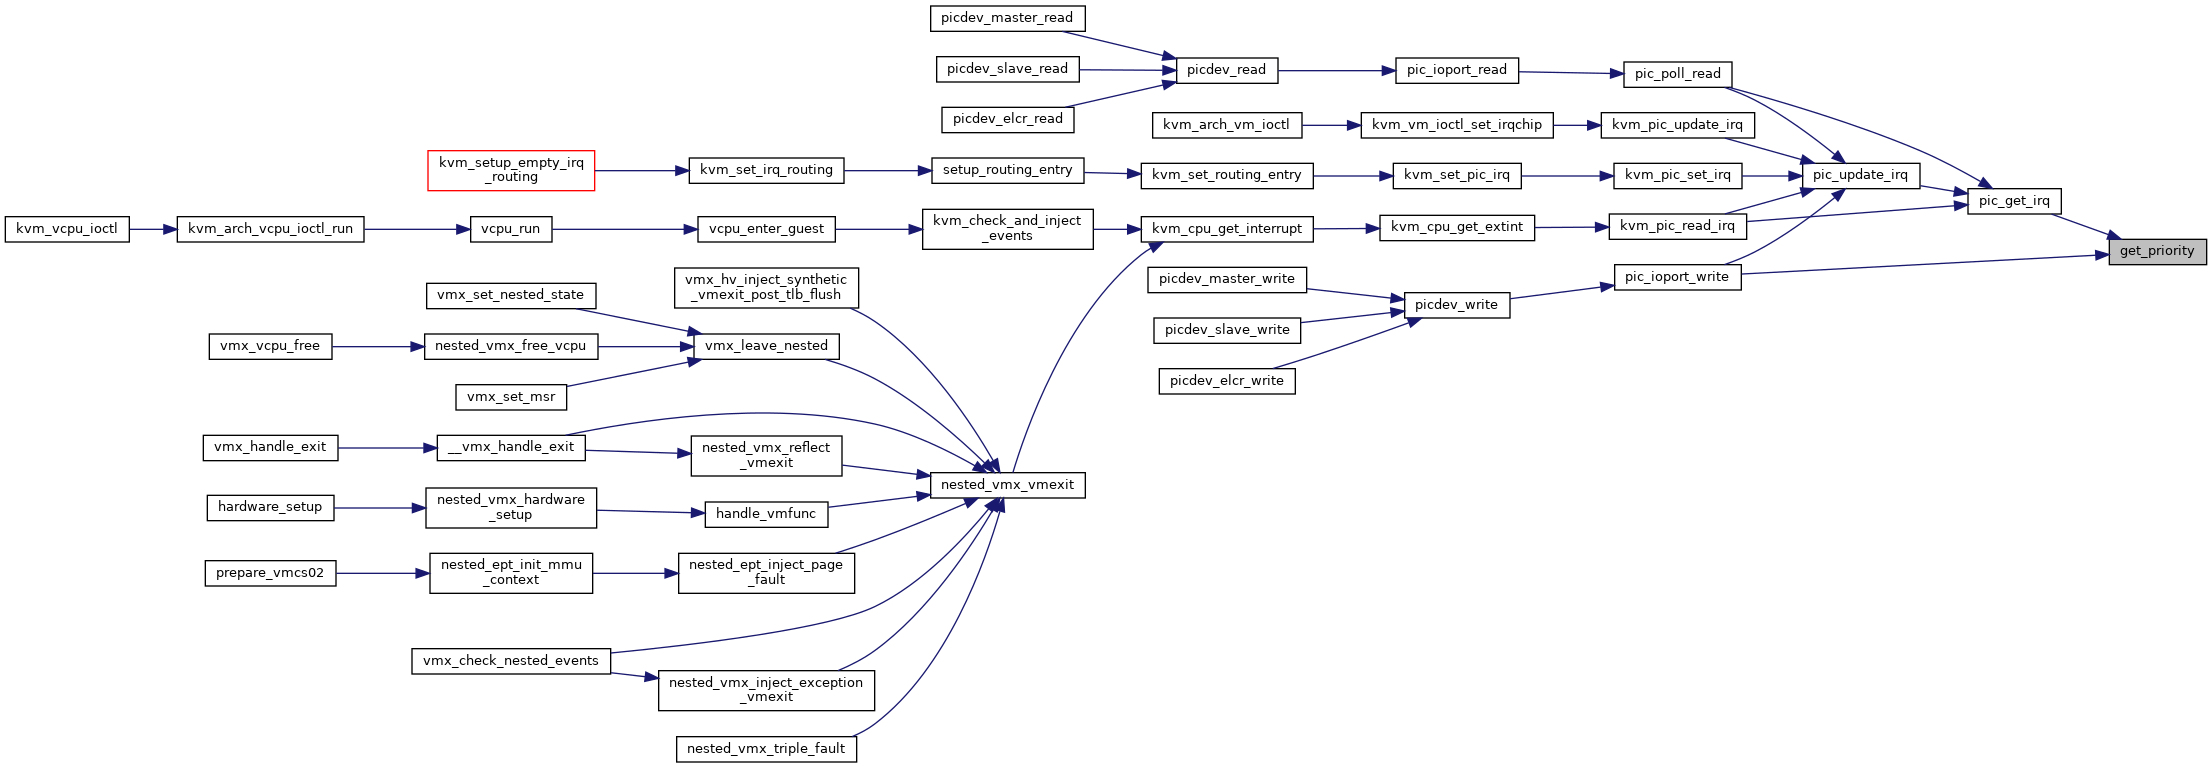 picdev_master_read
picdev_slave_read
picdev_elcr_read
picdev_read
pic_ioport_read
pic_poll_read
kvm_arch_vm_ioctl
kvm_vm_ioctl_set_irqchip
kvm_pic_update_irq
kvm_setup_empty_irq
_routing
kvm_set_irq_routing
setup_routing_entry
kvm_set_routing_entry
kvm_set_pic_irq
kvm_pic_set_irq
pic_update_irq
pic_get_irq
get_priority
kvm_vcpu_ioctl
kvm_arch_vcpu_ioctl_run
vcpu_run
vcpu_enter_guest
kvm_check_and_inject
_events
kvm_cpu_get_interrupt
kvm_cpu_get_extint
kvm_pic_read_irq
pic_ioport_write
picdev_master_write
picdev_slave_write
picdev_elcr_write
picdev_write
vmx_hv_inject_synthetic
_vmexit_post_tlb_flush
vmx_set_nested_state
vmx_vcpu_free
nested_vmx_free_vcpu
vmx_leave_nested
vmx_set_msr
vmx_handle_exit
__vmx_handle_exit
nested_vmx_reflect
_vmexit
nested_vmx_vmexit
hardware_setup
nested_vmx_hardware
_setup
handle_vmfunc
prepare_vmcs02
nested_ept_init_mmu
_context
nested_ept_inject_page
_fault
vmx_check_nested_events
nested_vmx_inject_exception
_vmexit
nested_vmx_triple_fault